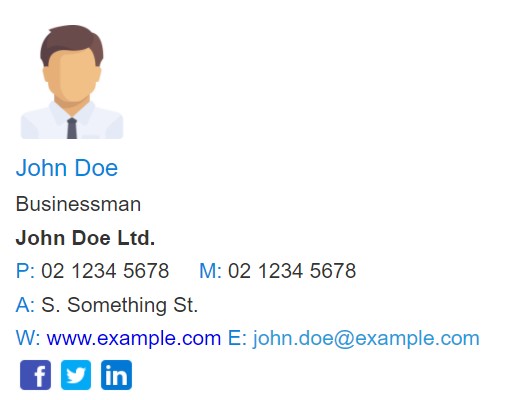 John Doe
Businessman
John Doe Ltd.
P: 02 1234 5678 M: 02 1234 5678
A: S. Something St.
W: www.example.com E: john.doe@example.com
f in